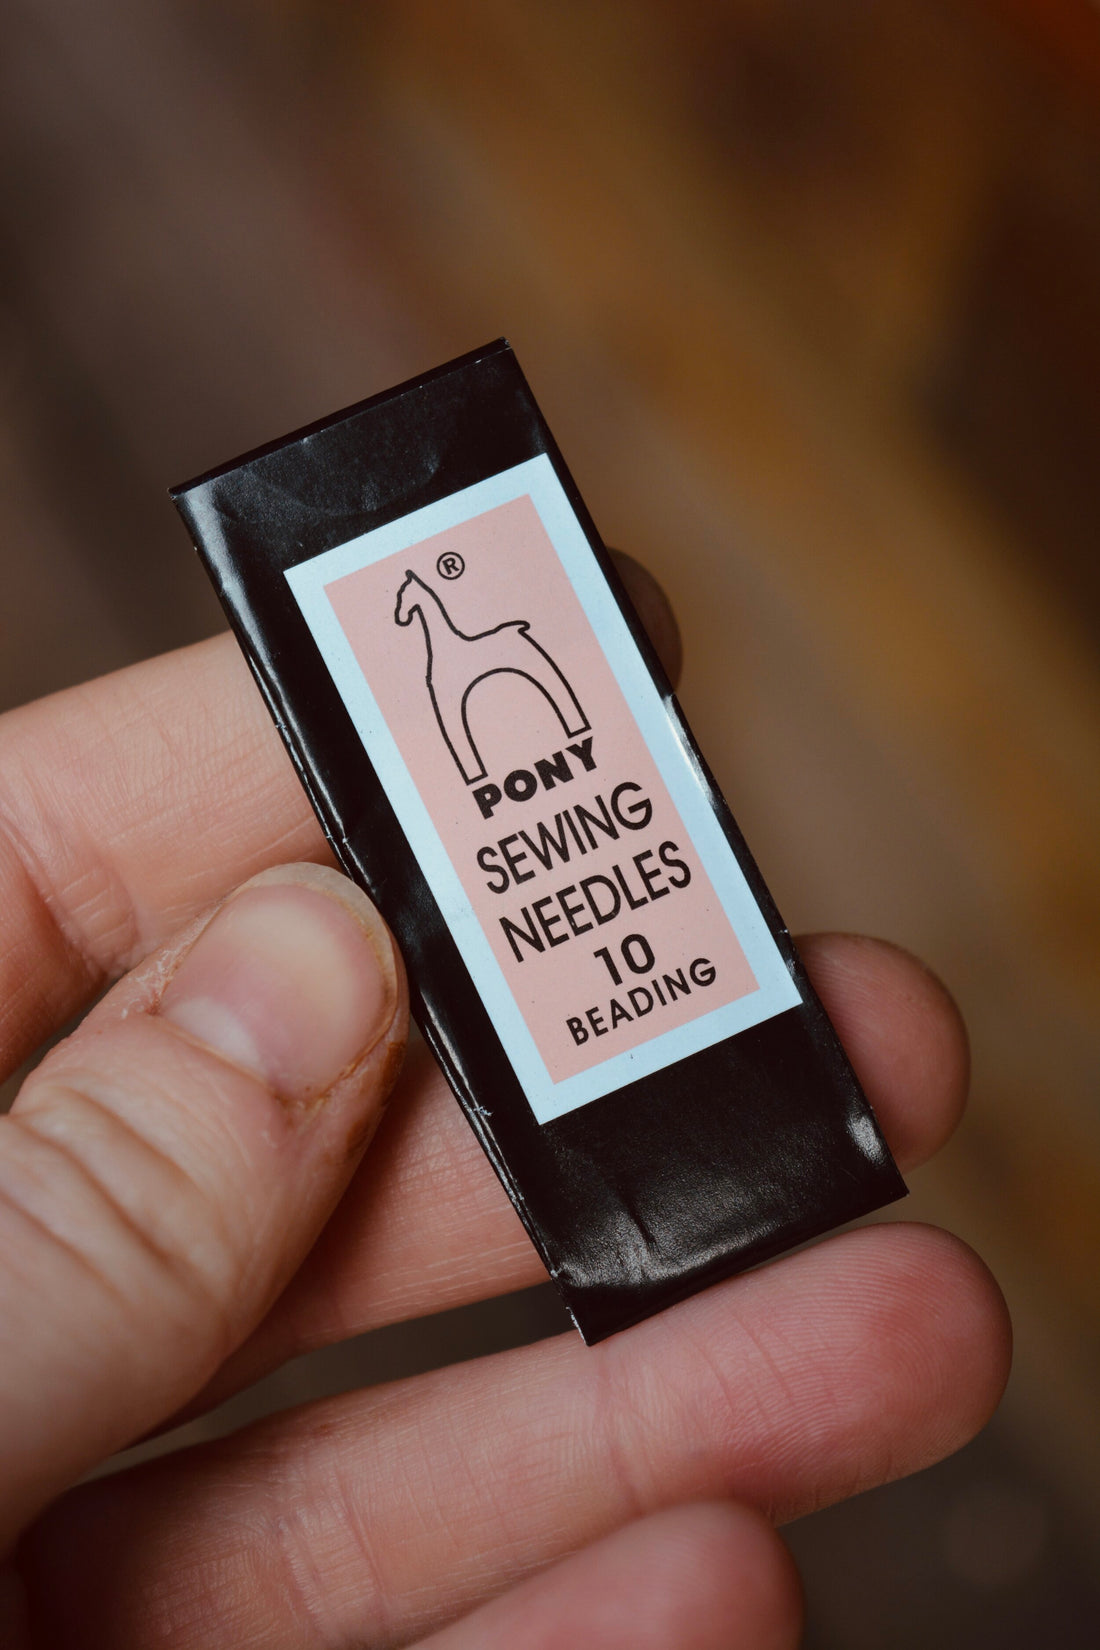 ®
PONY
SEWING
NEEDLES
10
BEADING